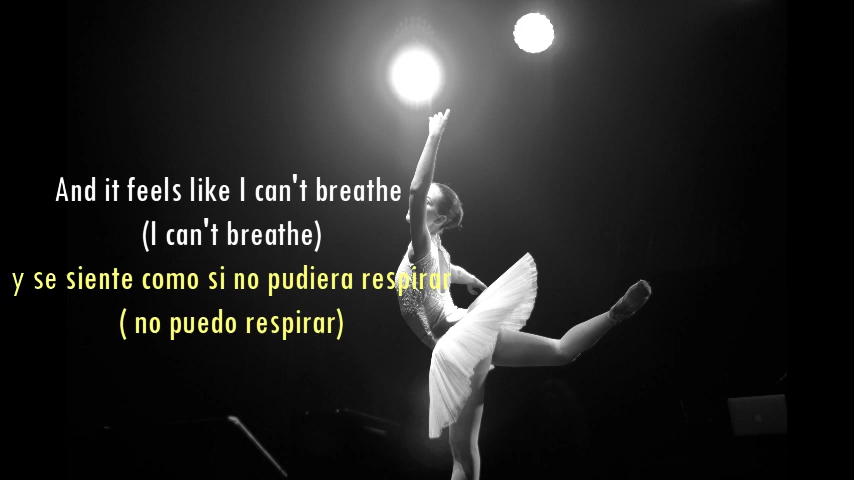 And it feels like I can't breathe
(I can't breathe)
y se siente como si no pudiera respirar
( no puedo respirar)